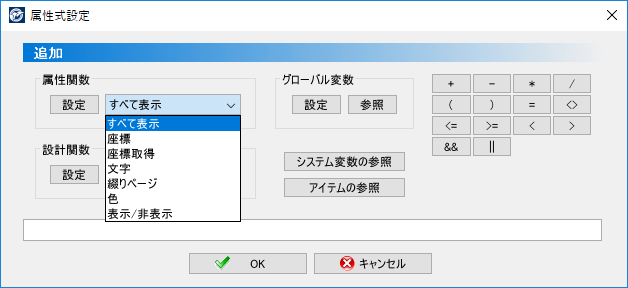 属性式設定
追加
属性関数
設定
すべて表示
すべて表示
座標
座標取得
文字
綴りページ
色
表示/非表示
設計関数
設定
グローバル変数
設定 参照
システム変数の参照
アイテムの参照
+ - * /
( ) = <>
<= >= < >
&& ||
OK キャンセル